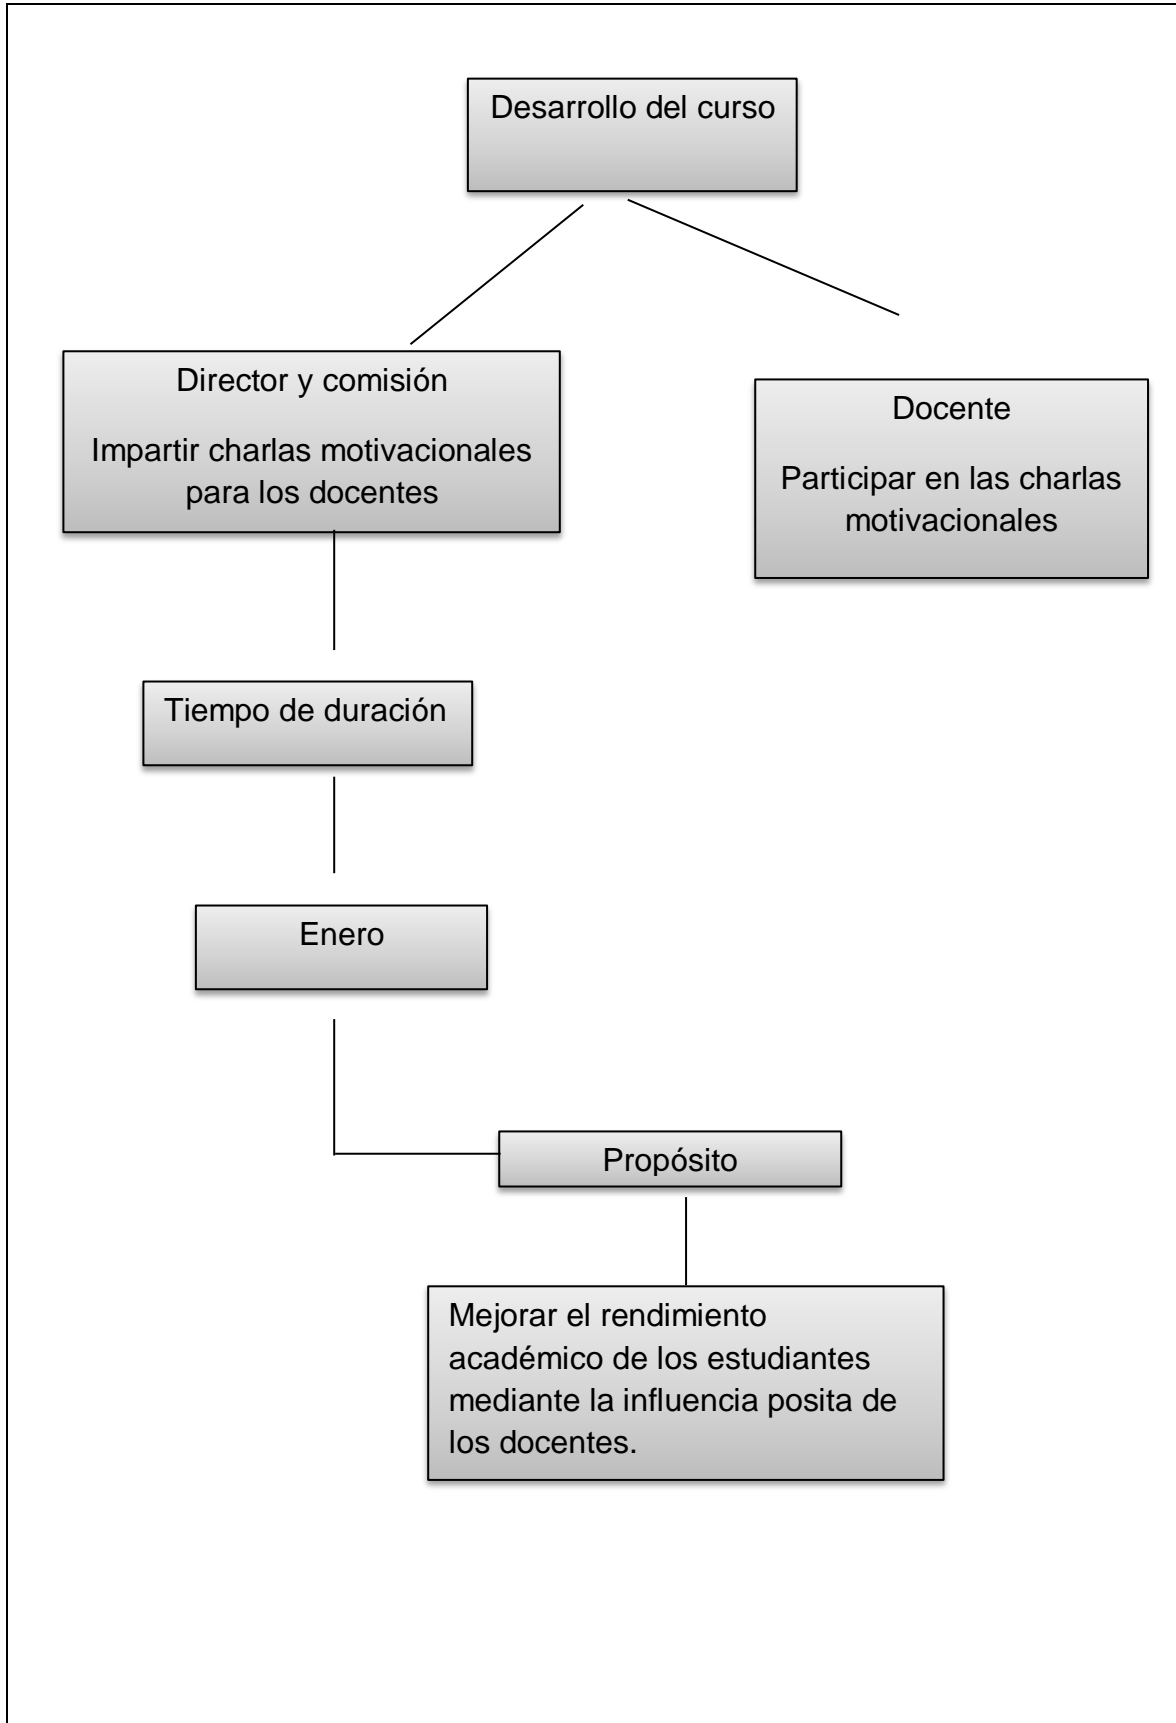 Desarrollo del curso
Director y comisión
Impartir charlas motivacionales
para los docentes
Docente
Participar en las charlas
motivacionales
Tiempo de duración
Enero
Propósito
Mejorar el rendimiento
académico de los estudiantes
mediante la influencia posita de
los docentes.